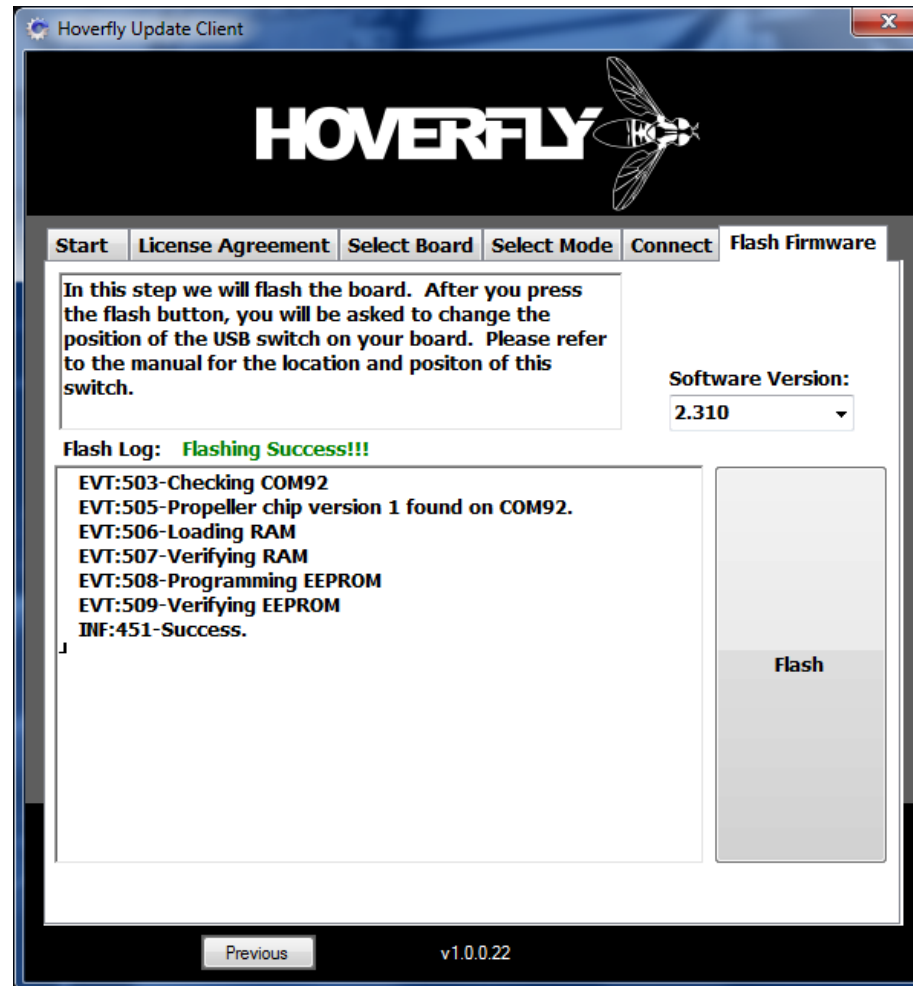 Hoverfly Update Client
x
HOVERFLY
Start License Agreement Select Board Select Mode Connect Flash Firmware
In this step we will flash the board. After you press
the flash button, you will be asked to change the
position of the USB switch on your board. Please refer
to the manual for the location and positon of this
switch.
Software Version:
2.310
Flash Log: Flashing Success!!!
EVT:503-Checking COM92
EVT:505-Propeller chip version 1 found on COM92.
EVT:506-Loading RAM
EVT:507-Verifying RAM
EVT:508-Programming EEPROM
EVT:509-Verifying EEPROM
INF:451-Success.
Flash
Previous
v1.0.0.22